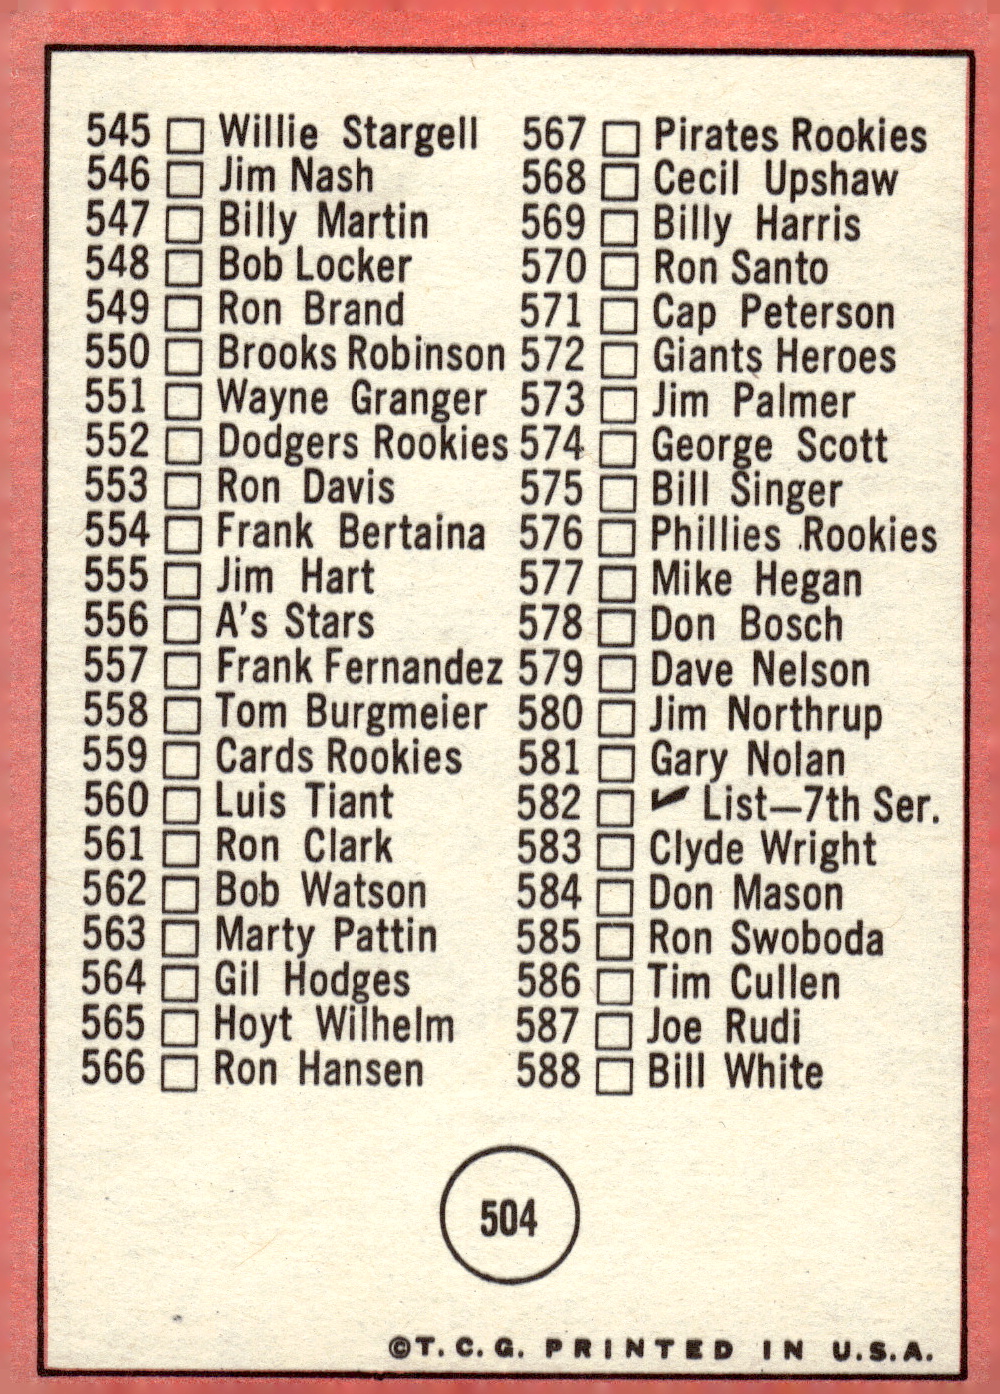 545 ☐ Willie Stargell
546 ☐ Jim Nash
547 ☐ Billy Martin
548 ☐ Bob Locker
549 ☐ Ron Brand
550 ☐ Brooks Robinson
551 ☐ Wayne Granger
552 ☐ Dodgers Rookies
553 ☐ Ron Davis
554 ☐ Frank Bertaina
555 ☐ Jim Hart
556 ☐ A's Stars
557 ☐ Frank Fernandez
558 ☐ Tom Burgmeier
559 ☐ Cards Rookies
560 ☐ Luis Tiant
561 ☐ Ron Clark
562 ☐ Bob Watson
563 ☐ Marty Pattin
564 ☐ Gil Hodges
565 ☐ Hoyt Wilhelm
566 ☐ Ron Hansen
567 ☐ Pirates Rookies
568 ☐ Cecil Upshaw
569 ☐ Billy Harris
570 ☐ Ron Santo
571 ☐ Cap Peterson
572 ☐ Giants Heroes
573 ☐ Jim Palmer
574 ☐ George Scott
575 ☐ Bill Singer
576 ☐ Phillies Rookies
577 ☐ Mike Hegan
578 ☐ Don Bosch
579 ☐ Dave Nelson
580 ☐ Jim Northrup
581 ☐ Gary Nolan
582 ☐ ✔ List—7th Ser.
583 ☐ Clyde Wright
584 ☐ Don Mason
585 ☐ Ron Swoboda
586 ☐ Tim Cullen
587 ☐ Joe Rudi
588 ☐ Bill White
504
©T.C.G. PRINTED IN U.S.A.